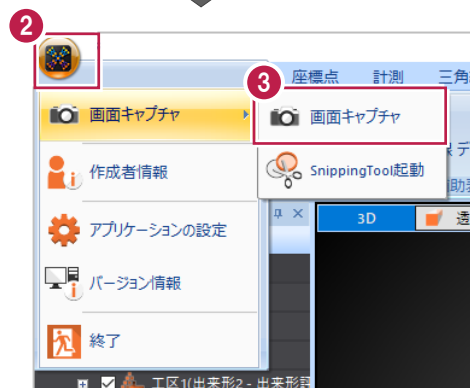 2
座標点 計測 三角
3
画面キャプチャ
画面キャプチャ
作成者情報
SnippingTool起動
アプリケーションの設定
3D
透
バージョン情報
終了
工区1(出来形2 - 出来形